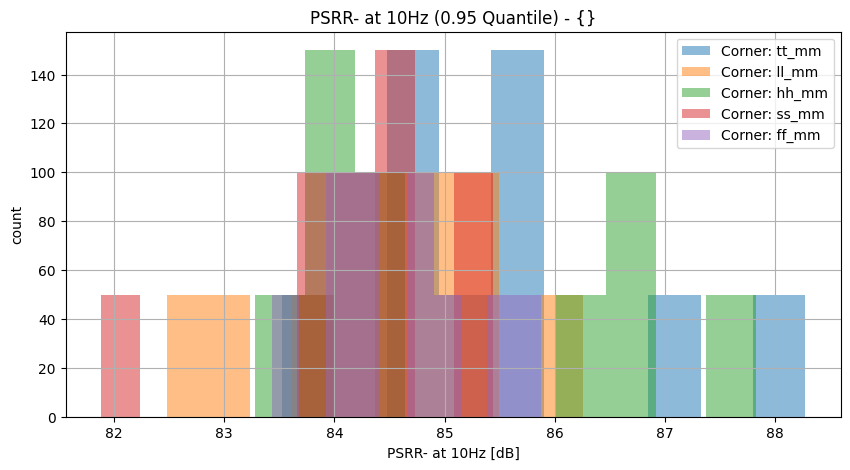 PSRR- at 10Hz (0.95 Quantile) - {}
Corner: tt_mm
Corner: ll_mm
Corner: hh_mm
Corner: ss_mm
Corner: ff_mm
140
120
100
80
60
40
20
0
count
82 83 84 85 86 87 88
PSRR- at 10Hz [dB]